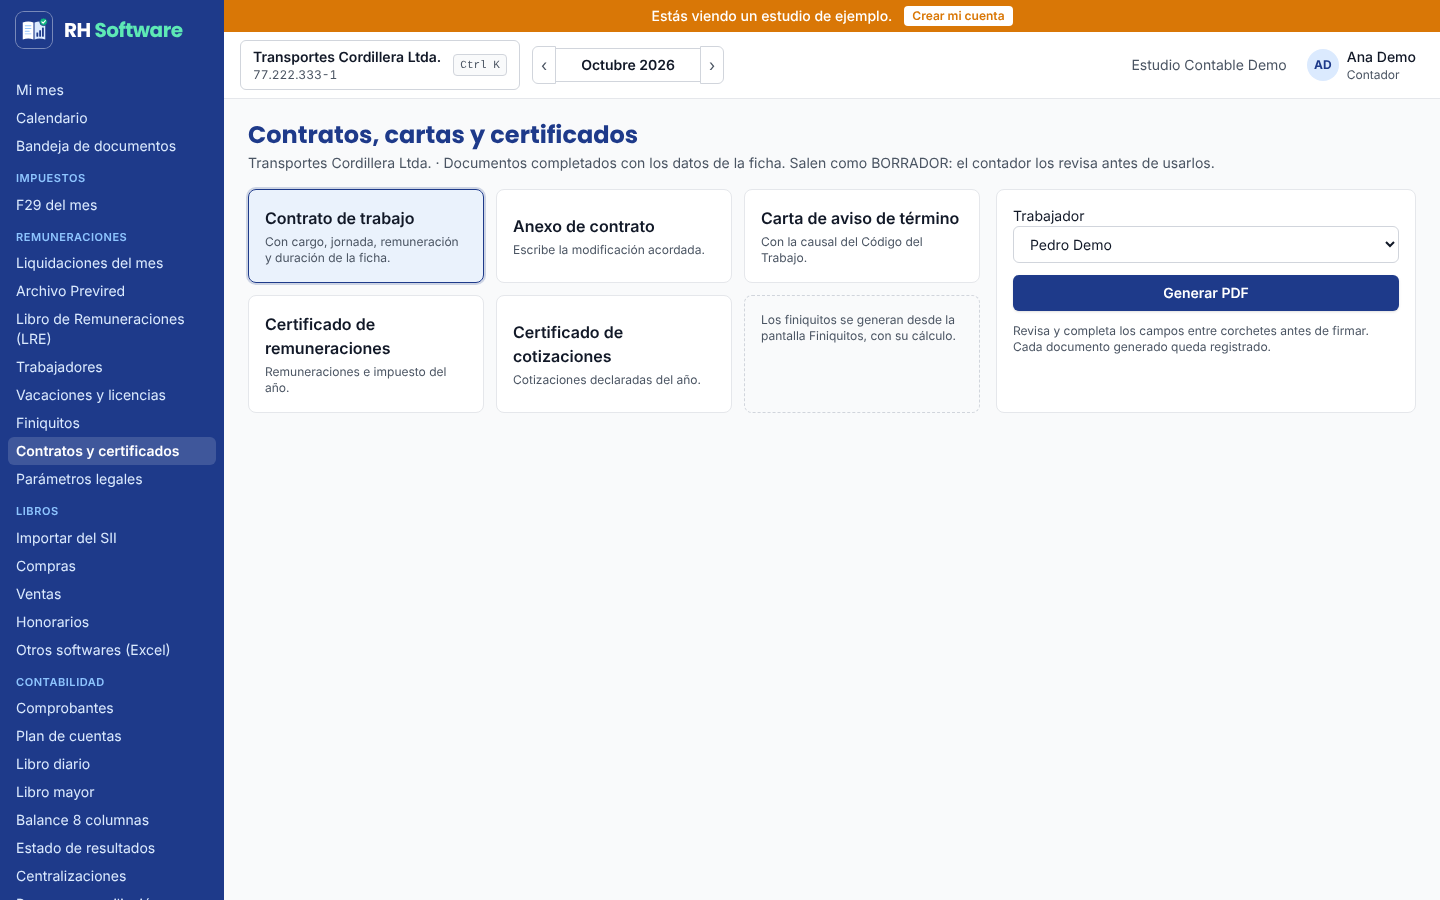 Estás viendo un estudio de ejemplo. Crear mi cuenta
RH Software
Mi mes
Calendario
Bandeja de documentos
IMPUESTOS
F29 del mes
REMUNERACIONES
Liquidaciones del mes
Archivo Previred
Libro de Remuneraciones
(LRE)
Trabajadores
Vacaciones y licencias
Finiquitos
Contratos y certificados
Parámetros legales
LIBROS
Importar del SII
Compras
Ventas
Honorarios
Otros softwares (Excel)
CONTABILIDAD
Comprobantes
Plan de cuentas
Libro diario
Libro mayor
Balance 8 columnas
Estado de resultados
Centralizaciones
Transportes Cordillera Ltda.
77.222.333-1
Ctrl K
‹ Octubre 2026 ›
Estudio Contable Demo
AD
Ana Demo
Contador
Contratos, cartas y certificados
Transportes Cordillera Ltda. · Documentos completados con los datos de la ficha. Salen como BORRADOR: el contador los revisa antes de usarlos.
Contrato de trabajo
Con cargo, jornada, remuneración
y duración de la ficha.
Anexo de contrato
Escribe la modificación acordada.
Carta de aviso de término
Con la causal del Código del
Trabajo.
Certificado de
remuneraciones
Remuneraciones e impuesto del
año.
Certificado de
cotizaciones
Cotizaciones declaradas del año.
Los finiquitos se generan desde la
pantalla Finiquitos, con su cálculo.
Trabajador
Pedro Demo
Generar PDF
Revisa y completa los campos entre corchetes antes de firmar.
Cada documento generado queda registrado.